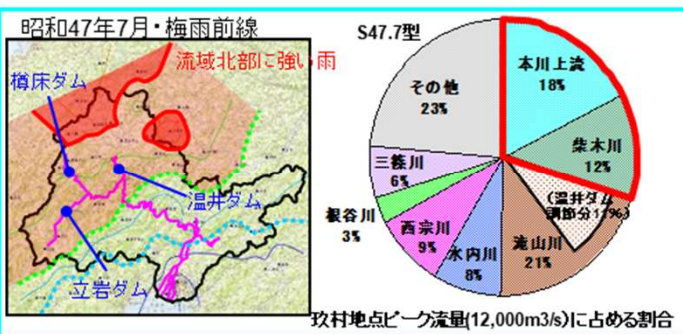 昭和47年7月・梅雨前線
流域北部に強い雨
樽床ダム
温井ダム
立岩ダム
S47.7型
本川上流
18%
柴木川
12%
(温井ダム
調節分11%)
滝山川
21%
水内川
8%
西宗川
9%
根谷川
3%
三篠川
6%
その他
23%
玖村地点ピーク流量(12,000m3/s)に占める割合